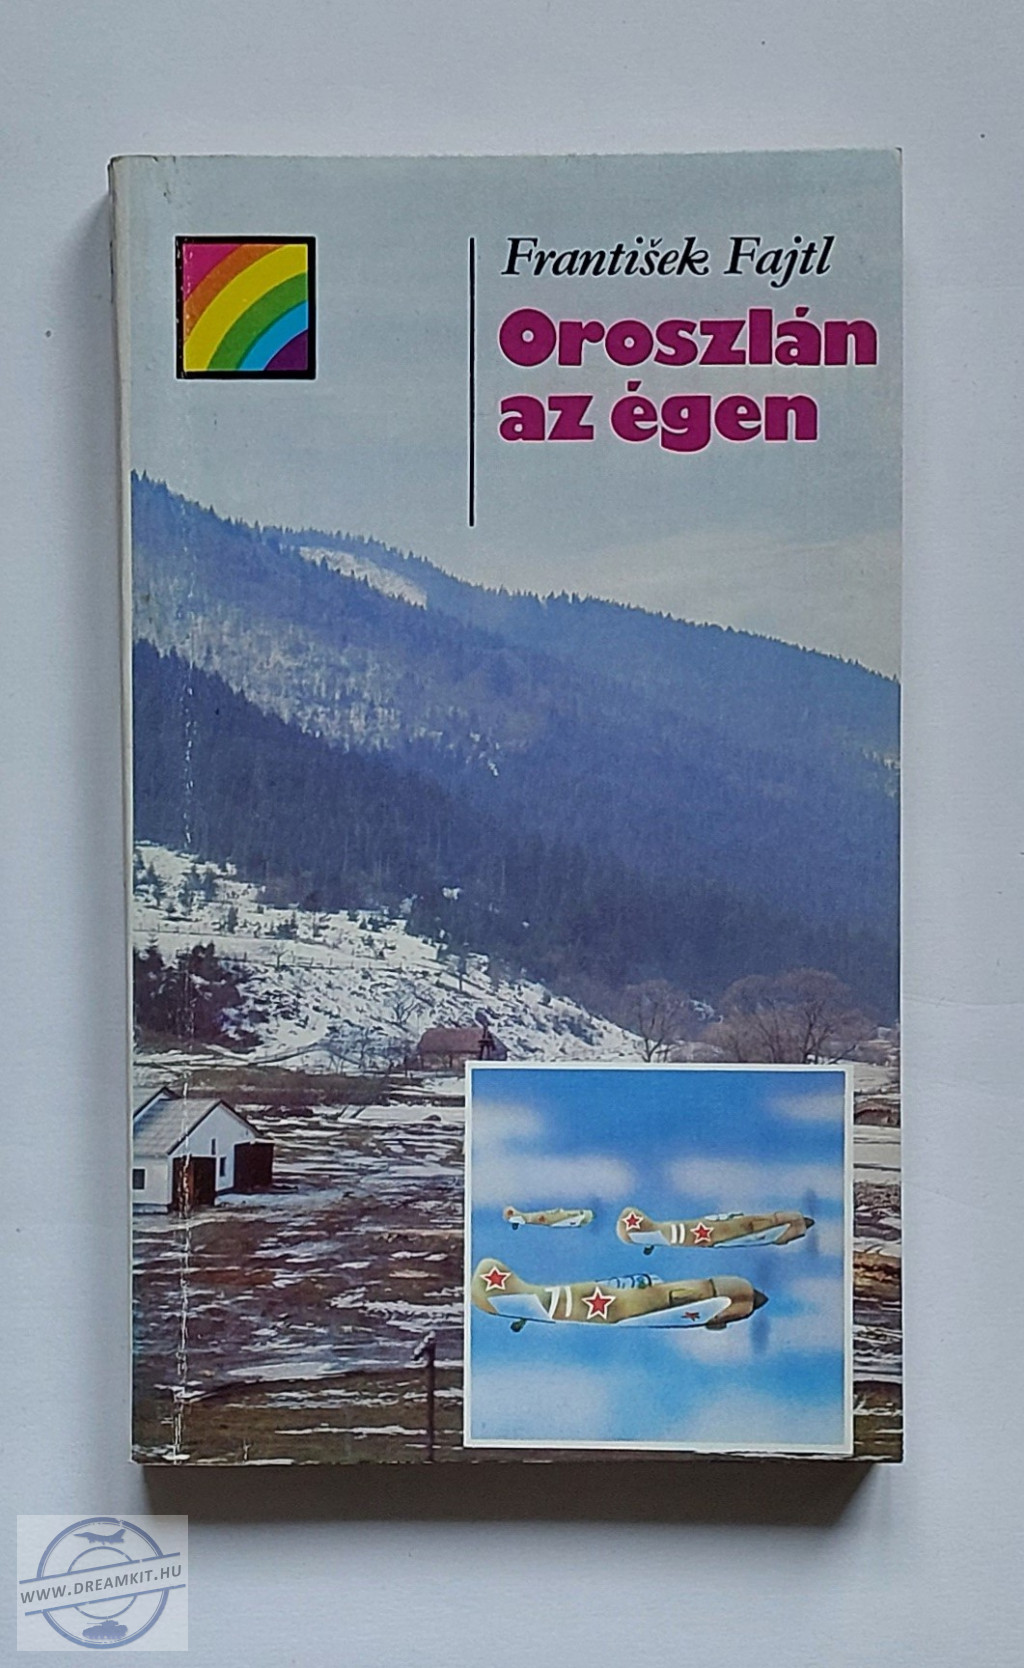 František Fajtl
Oroszlán
az égen
WWW.DREAMKIT.HU